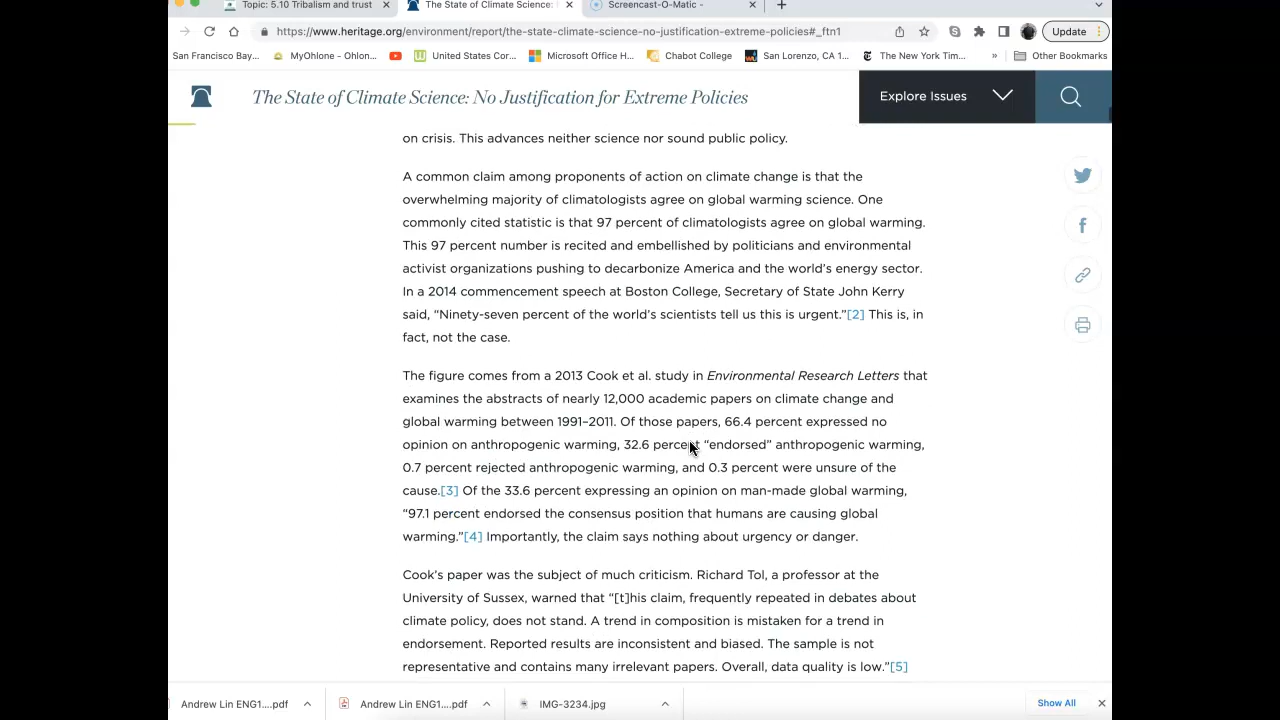 Topic: 5.10 Tribalism and trust
The State of Climate Science:
Screencast-O-Matic -
https://www.heritage.org/environment/report/the-state-climate-science-no-justification-extreme-policies#_ftn1
Update
San Francisco Bay...
MyOhlone - Ohlon...
United States Cor...
Microsoft Office H...
Chabot College
San Lorenzo, CA 1...
The New York Tim...
»
Other Bookmarks
The State of Climate Science: No Justification for Extreme Policies
Explore Issues
on crisis. This advances neither science nor sound public policy.
A common claim among proponents of action on climate change is that the
overwhelming majority of climatologists agree on global warming science. One
commonly cited statistic is that 97 percent of climatologists agree on global warming.
This 97 percent number is recited and embellished by politicians and environmental
activist organizations pushing to decarbonize America and the world’s energy sector.
In a 2014 commencement speech at Boston College, Secretary of State John Kerry
said, “Ninety-seven percent of the world’s scientists tell us this is urgent.”[2] This is, in
fact, not the case.
The figure comes from a 2013 Cook et al. study in Environmental Research Letters that
examines the abstracts of nearly 12,000 academic papers on climate change and
global warming between 1991–2011. Of those papers, 66.4 percent expressed no
opinion on anthropogenic warming, 32.6 percent “endorsed” anthropogenic warming,
0.7 percent rejected anthropogenic warming, and 0.3 percent were unsure of the
cause.[3] Of the 33.6 percent expressing an opinion on man-made global warming,
“97.1 percent endorsed the consensus position that humans are causing global
warming.”[4] Importantly, the claim says nothing about urgency or danger.
Cook’s paper was the subject of much criticism. Richard Tol, a professor at the
University of Sussex, warned that “[t]his claim, frequently repeated in debates about
climate policy, does not stand. A trend in composition is mistaken for a trend in
endorsement. Reported results are inconsistent and biased. The sample is not
representative and contains many irrelevant papers. Overall, data quality is low.”[5]
Andrew Lin ENG1....pdf
Andrew Lin ENG1....pdf
IMG-3234.jpg
Show All